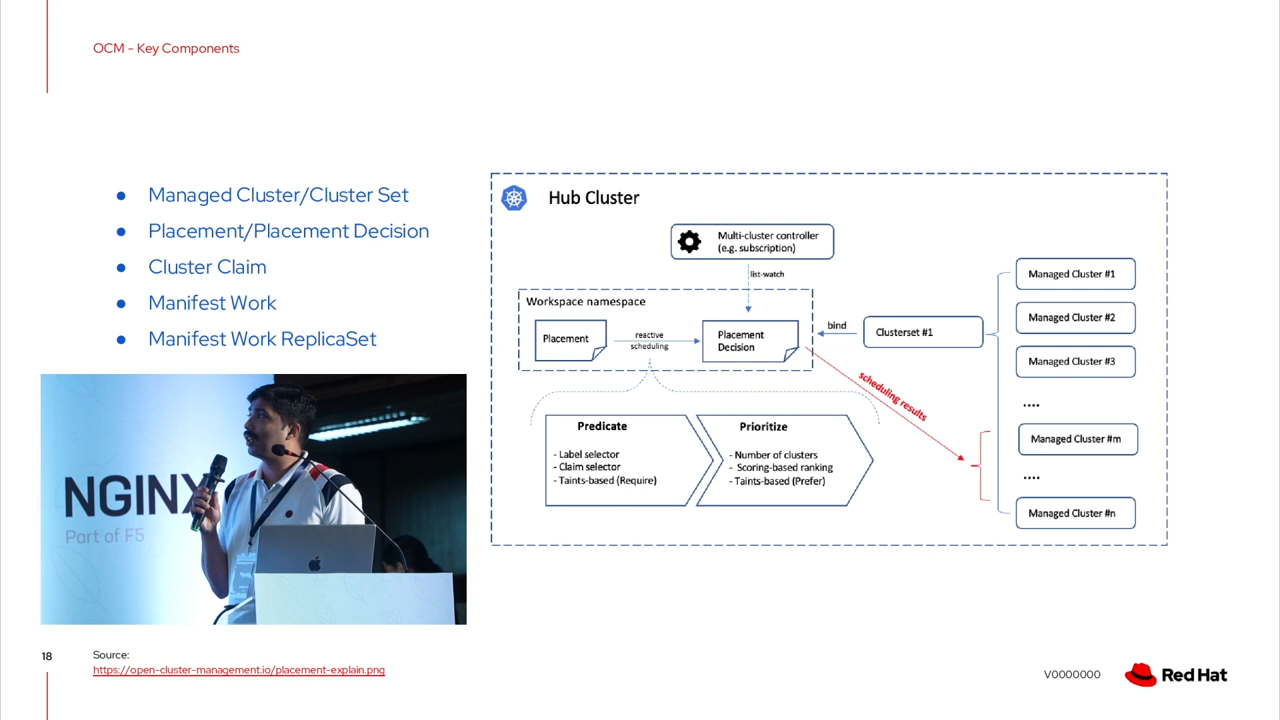 OCM - Key Components
● Managed Cluster/Cluster Set
● Placement/Placement Decision
● Cluster Claim
● Manifest Work
● Manifest Work ReplicaSet
Hub Cluster
Multi-cluster controller
(e.g. subscription)
list-watch
Workspace namespace
Placement
reactive
scheduling
Placement
Decision
bind
Clusterset #1
Managed Cluster #1
Managed Cluster #2
Managed Cluster #3
....
Managed Cluster #m
....
Managed Cluster #n
scheduling results
Predicate
- Label selector
- Claim selector
- Taints-based (Require)
Prioritize
- Number of clusters
- Scoring-based ranking
- Taints-based (Prefer)
NGINX
Part of F5
18
Source:
https://open-cluster-management.io/placement-explain.png
V0000000
Red Hat